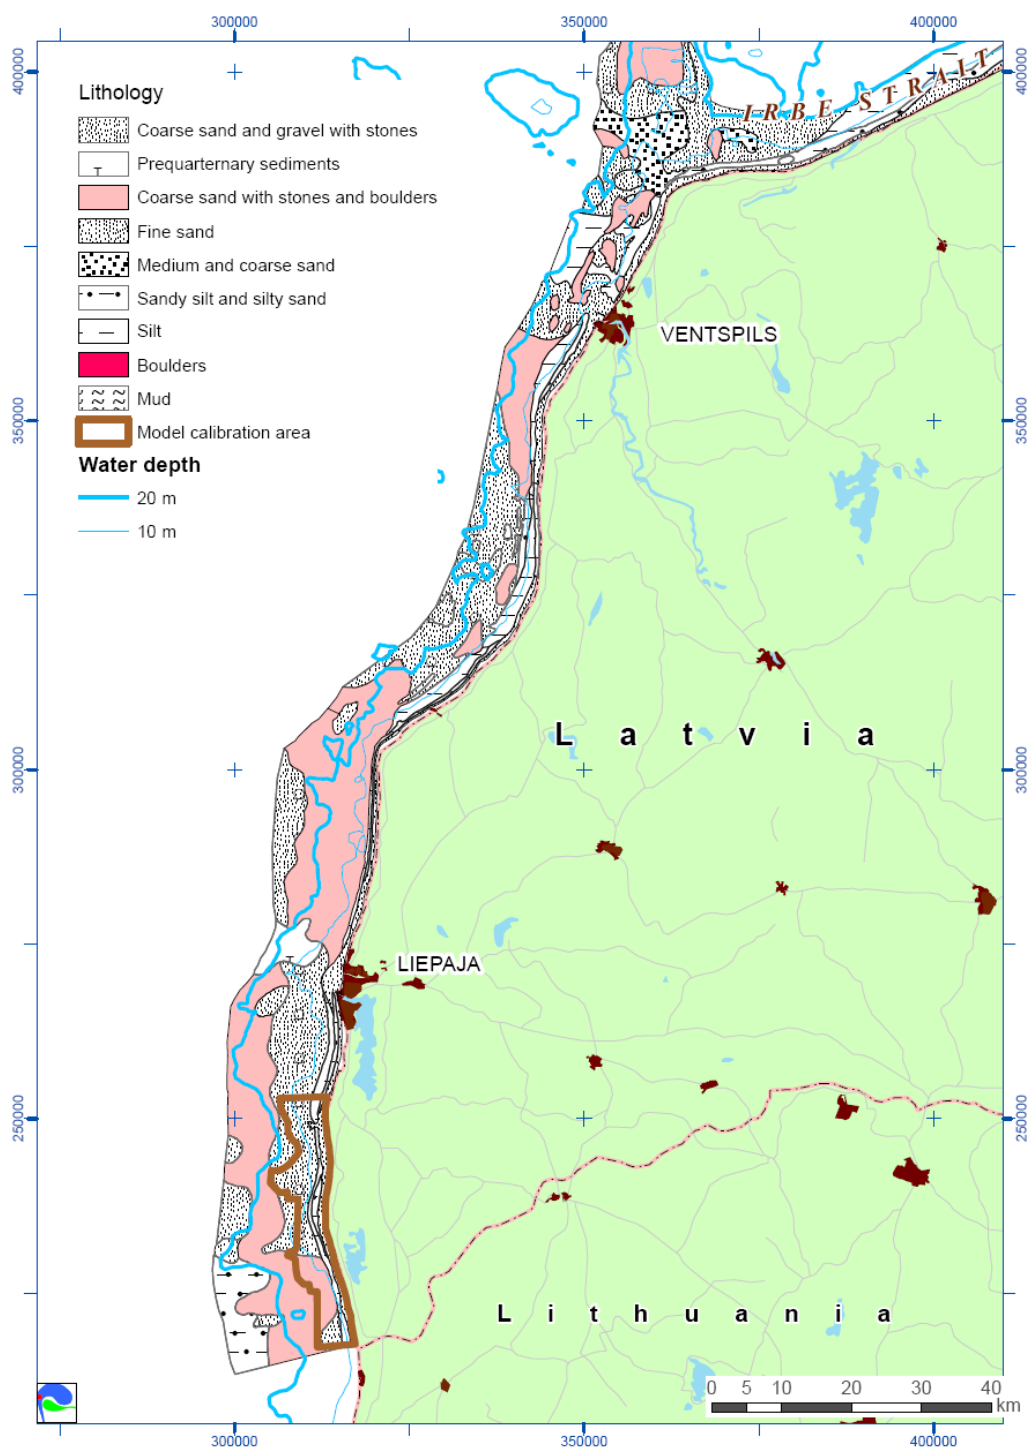 300000 350000 400000
400000 400000
Lithology
IRBE STRAIT
Coarse sand and gravel with stones
Prequarternary sediments
Coarse sand with stones and boulders
Fine sand
Medium and coarse sand
Sandy silt and silty sand
Silt
VENTSPILS
Boulders
Mud
350000 350000
Model calibration area
Water depth
20 m
10 m
Latvia
300000 300000
LIEPAJA
250000 250000
Lithuania
0 5 10 20 30 40
km
300000 350000 400000